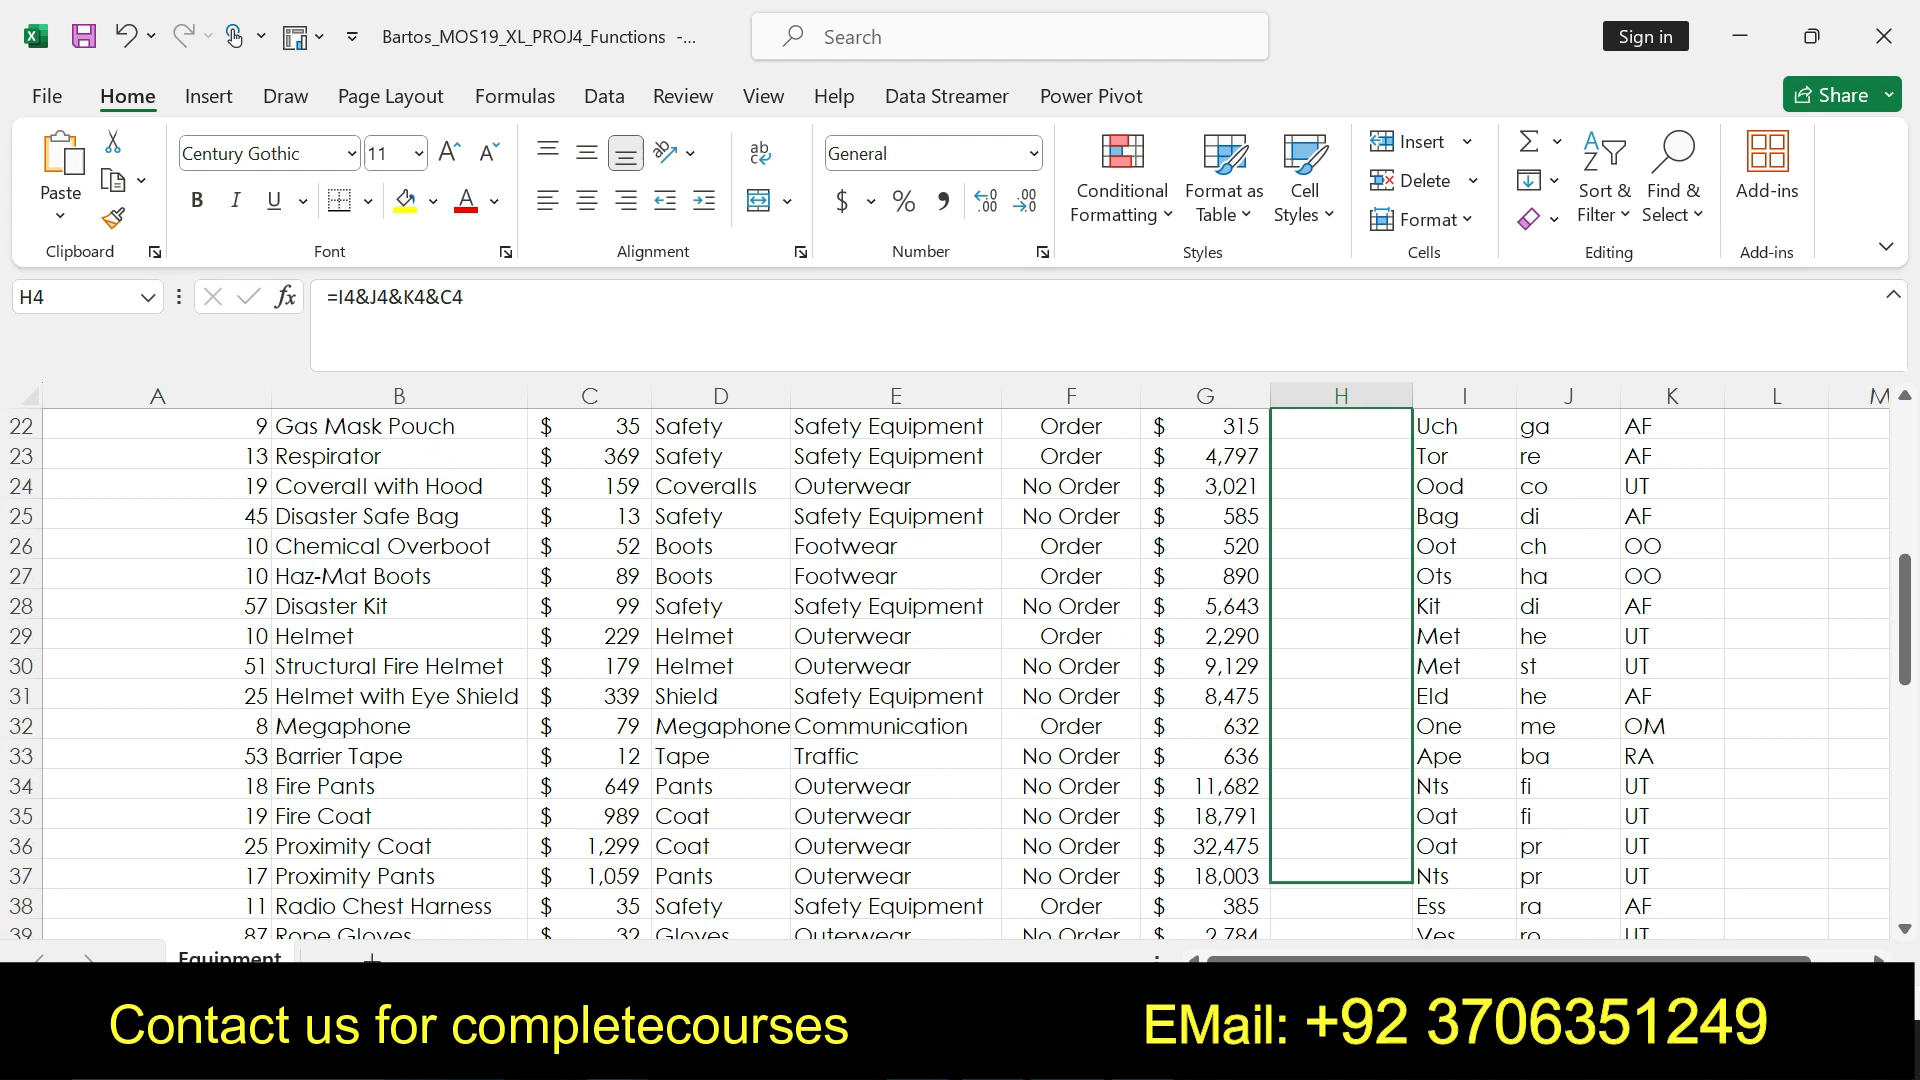 Bartos_MOS19_XL_PROJ4_Functions -...
Search
Sign in
File Home Insert Draw Page Layout Formulas Data Review View Help Data Streamer Power Pivot
Share
Paste
Clipboard
Century Gothic 11
B I U
Font
Alignment
General
Number
Conditional Formatting
Format as Table
Cell Styles
Styles
Insert
Delete
Format
Cells
Sort & Filter
Find & Select
Editing
Add-ins
Add-ins
H4 fx =I4&J4&K4&C4
A B C D E F G H I J K L M
22 9 Gas Mask Pouch $ 35 Safety Safety Equipment Order $ 315 Uch ga AF
23 13 Respirator $ 369 Safety Safety Equipment Order $ 4,797 Tor re AF
24 19 Coverall with Hood $ 159 Coveralls Outerwear No Order $ 3,021 Ood co UT
25 45 Disaster Safe Bag $ 13 Safety Safety Equipment No Order $ 585 Bag di AF
26 10 Chemical Overboot $ 52 Boots Footwear Order $ 520 Oot ch OO
27 10 Haz-Mat Boots $ 89 Boots Footwear Order $ 890 Ots ha OO
28 57 Disaster Kit $ 99 Safety Safety Equipment No Order $ 5,643 Kit di AF
29 10 Helmet $ 229 Helmet Outerwear Order $ 2,290 Met he UT
30 51 Structural Fire Helmet $ 179 Helmet Outerwear No Order $ 9,129 Met st UT
31 25 Helmet with Eye Shield $ 339 Shield Safety Equipment No Order $ 8,475 Eld he AF
32 8 Megaphone $ 79 Megaphone Communication Order $ 632 One me OM
33 53 Barrier Tape $ 12 Tape Traffic No Order $ 636 Ape ba RA
34 18 Fire Pants $ 649 Pants Outerwear No Order $ 11,682 Nts fi UT
35 19 Fire Coat $ 989 Coat Outerwear No Order $ 18,791 Oat fi UT
36 25 Proximity Coat $ 1,299 Coat Outerwear No Order $ 32,475 Oat pr UT
37 17 Proximity Pants $ 1,059 Pants Outerwear No Order $ 18,003 Nts pr UT
38 11 Radio Chest Harness $ 35 Safety Safety Equipment Order $ 385 Ess ra AF
39 87 Rope Gloves $ 32 Gloves Outerwear No Order $ 2,784 Ves ro UT
Equipment
Contact us for completecourses EMail: +92 3706351249